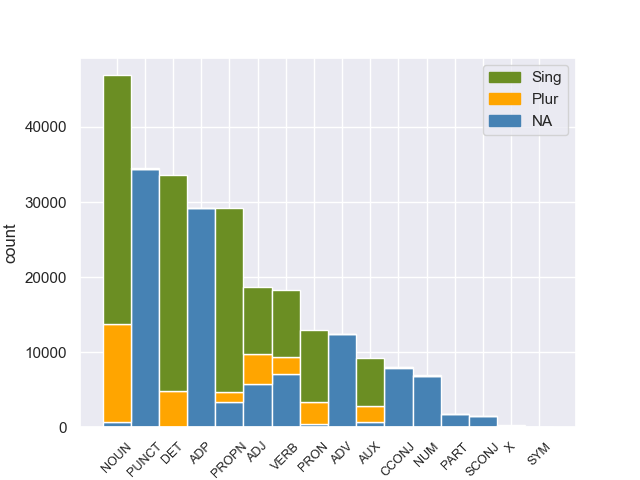 Sing
Plur
NA
count
40000
30000
20000
10000
0
NOUN
PUNCT
DET
ADP
PROPN
ADJ
VERB
PRON
ADV
AUX
CCONJ
NUM
PART
SCONJ
X
SYM